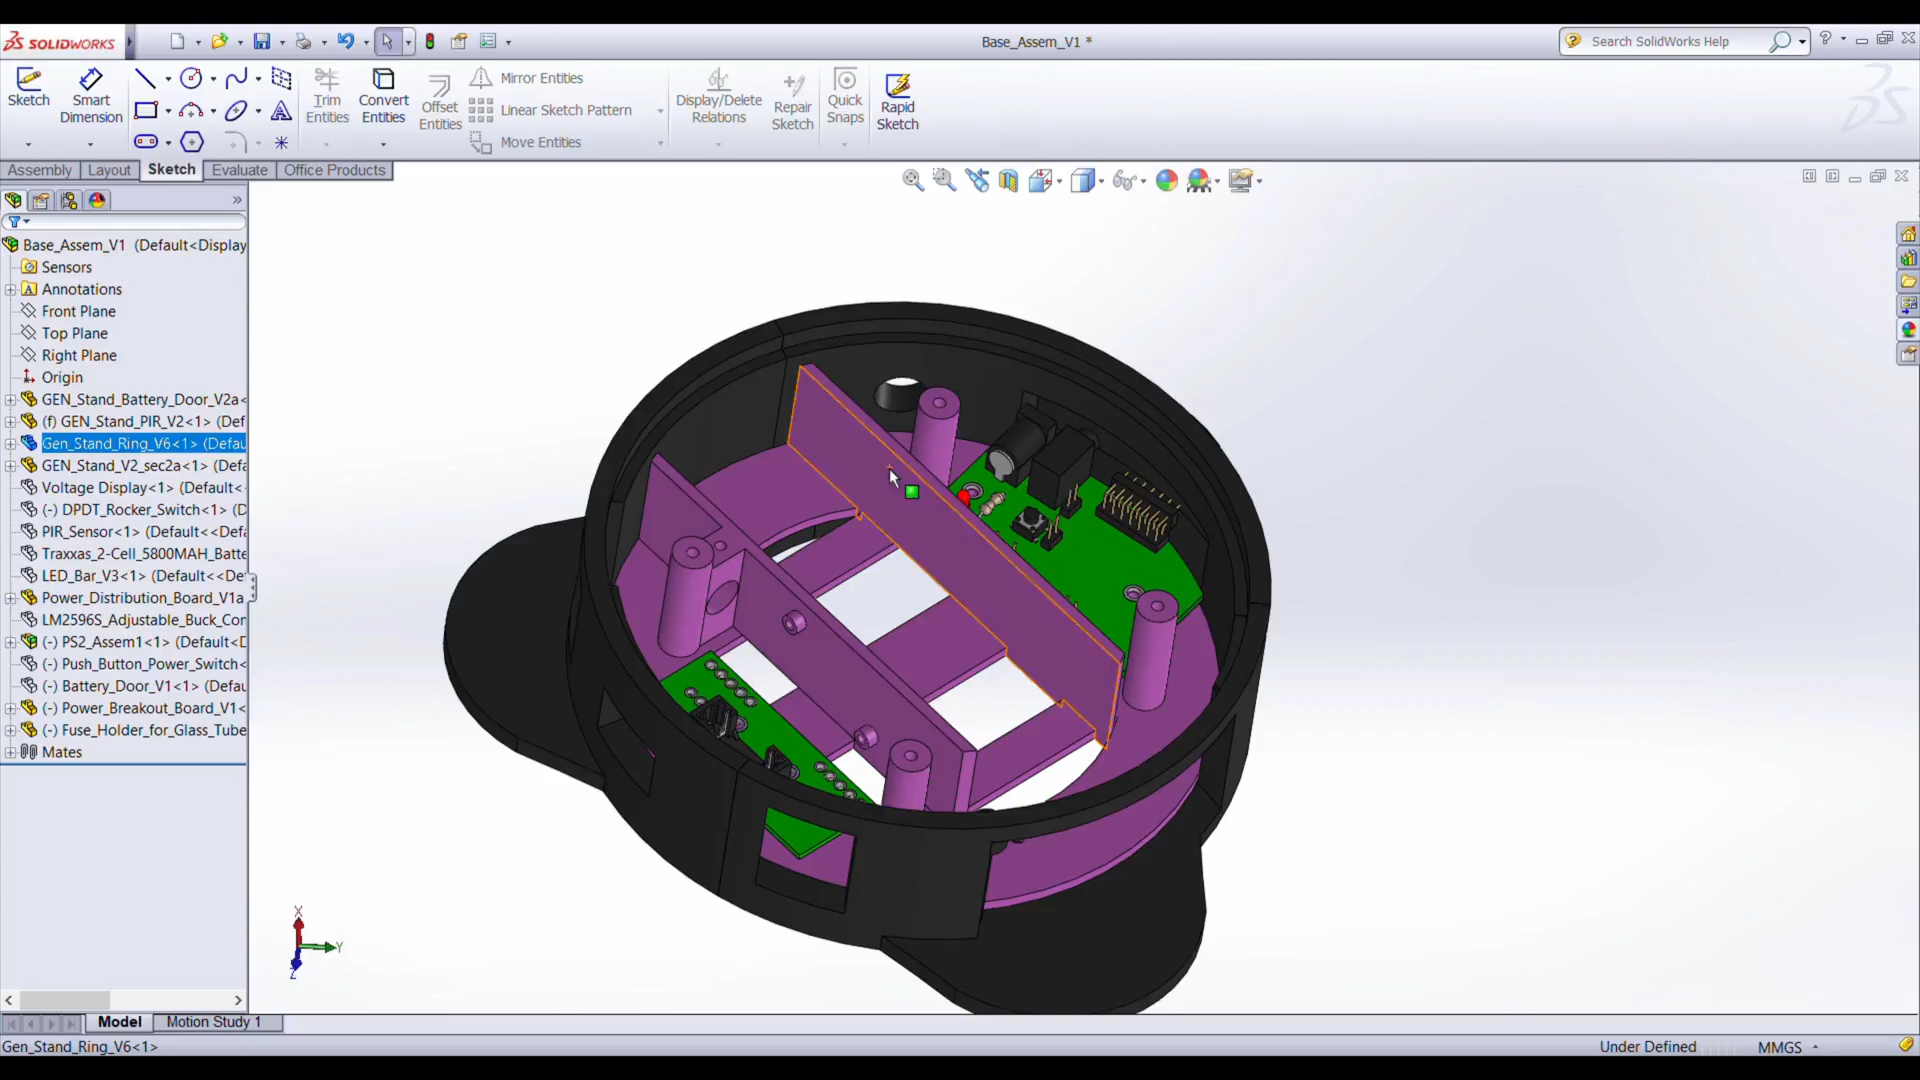 SOLIDWORKS
Base_Assem_V1 *
Search SolidWorks Help
Sketch
Smart Dimension
Trim Entities
Convert Entities
Offset Entities
Mirror Entities
Linear Sketch Pattern
Move Entities
Display/Delete Relations
Repair Sketch
Quick Snaps
Rapid Sketch
Assembly
Layout
Sketch
Evaluate
Office Products
Base_Assem_V1 (Default<Display
Sensors
Annotations
Front Plane
Top Plane
Right Plane
Origin
GEN_Stand_Battery_Door_V2a<
(f) GEN_Stand_PIR_V2<1> (Def
Gen_Stand_Ring_V6<1> (Defau
GEN_Stand_V2_sec2a<1> (Defa
Voltage Display<1> (Default<
(-) DPDT_Rocker_Switch<1> (D
PIR_Sensor<1> (Default<<Defa
Traxxas_2-Cell_5800MAH_Batte
LED_Bar_V3<1> (Default<<De
Power_Distribution_Board_V1a
LM2596S_Adjustable_Buck_Con
(-) PS2_Assem1<1> (Default<D
(-) Push_Button_Power_Switch<
(-) Battery_Door_V1<1> (Defau
(-) Power_Breakout_Board_V1<
(-) Fuse_Holder_for_Glass_Tube
Mates
X
Y
Z
Model
Motion Study 1
Gen_Stand_Ring_V6<1>
Under Defined
MMGS